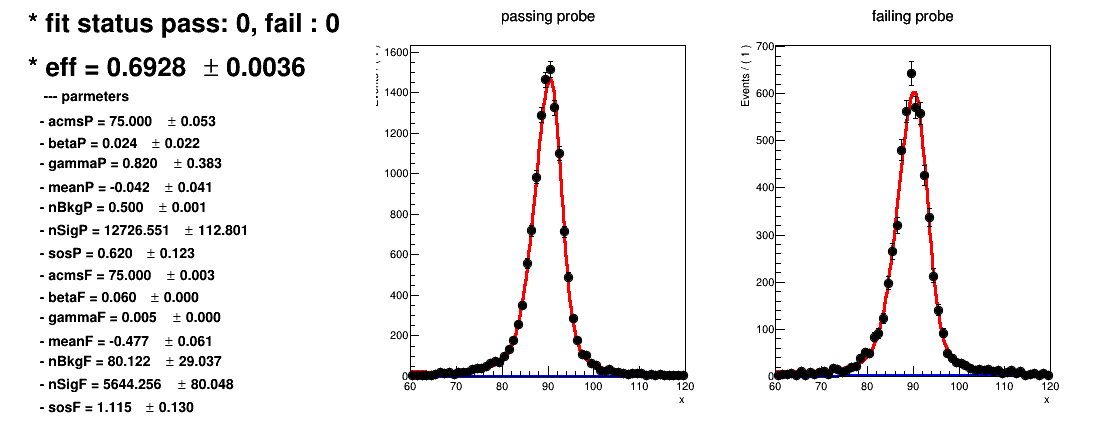 * fit status pass: 0, fail : 0
* eff = 0.6928 ± 0.0036
--- parmeters
- acmsP = 75.000 ± 0.053
- betaP = 0.024 ± 0.022
- gammaP = 0.820 ± 0.383
- meanP = -0.042 ± 0.041
- nBkgP = 0.500 ± 0.001
- nSigP = 12726.551 ± 112.801
- sosP = 0.620 ± 0.123
- acmsF = 75.000 ± 0.003
- betaF = 0.060 ± 0.000
- gammaF = 0.005 ± 0.000
- meanF = -0.477 ± 0.061
- nBkgF = 80.122 ± 29.037
- nSigF = 5644.256 ± 80.048
- sosF = 1.115 ± 0.130
passing probe
1600
1400
1200
1000
800
600
400
200
0
60 70 80 90 100 110 120
x
failing probe
Events / ( 1 )
700
600
500
400
300
200
100
0
60 70 80 90 100 110 120
x